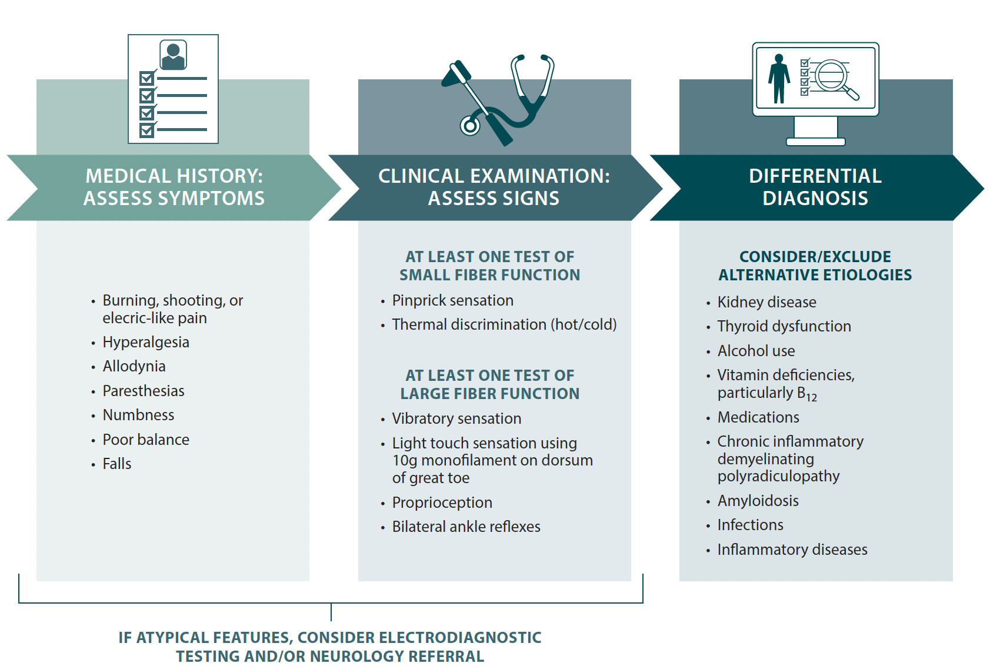 MEDICAL HISTORY:
ASSESS SYMPTOMS
• Burning, shooting, or
elecric-like pain
• Hyperalgesia
• Allodynia
• Paresthesias
• Numbness
• Poor balance
• Falls
CLINICAL EXAMINATION:
ASSESS SIGNS
AT LEAST ONE TEST OF
SMALL FIBER FUNCTION
• Pinprick sensation
• Thermal discrimination (hot/cold)
AT LEAST ONE TEST OF
LARGE FIBER FUNCTION
• Vibratory sensation
• Light touch sensation using
10g monofilament on dorsum
of great toe
• Proprioception
• Bilateral ankle reflexes
DIFFERENTIAL
DIAGNOSIS
CONSIDER/EXCLUDE
ALTERNATIVE ETIOLOGIES
• Kidney disease
• Thyroid dysfunction
• Alcohol use
• Vitamin deficiencies,
particularly B₁₂
• Medications
• Chronic inflammatory
demyelinating
polyradiculopathy
• Amyloidosis
• Infections
• Inflammatory diseases
IF ATYPICAL FEATURES, CONSIDER ELECTRODIAGNOSTIC
TESTING AND/OR NEUROLOGY REFERRAL